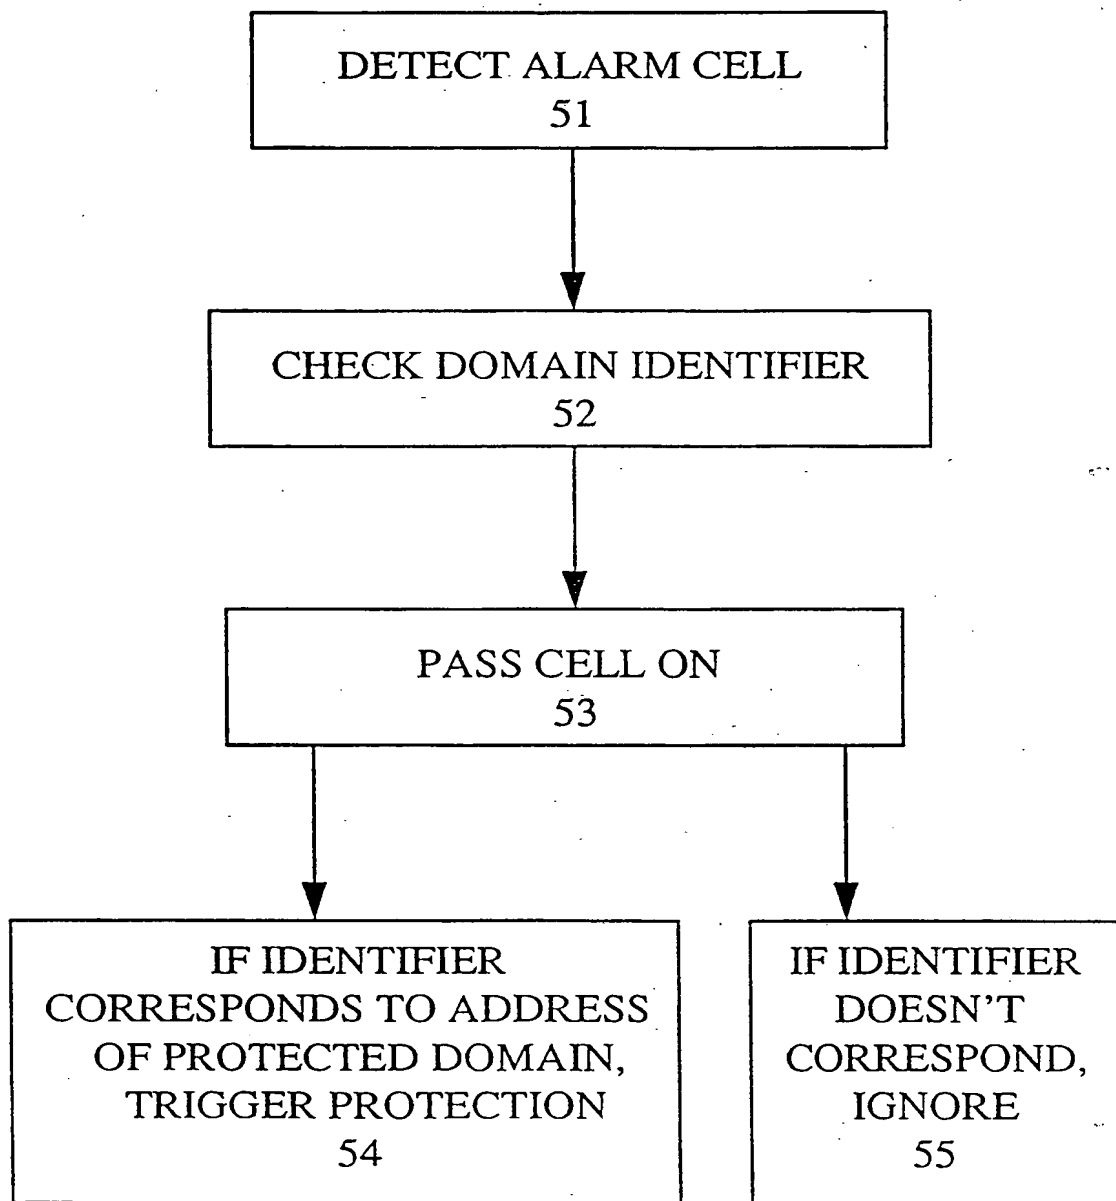 DETECT ALARM CELL
51
CHECK DOMAIN IDENTIFIER
52
PASS CELL ON
53
IF IDENTIFIER
CORRESPONDS TO ADDRESS
OF PROTECTED DOMAIN,
TRIGGER PROTECTION
54
IF IDENTIFIER
DOESN'T
CORRESPOND,
IGNORE
55